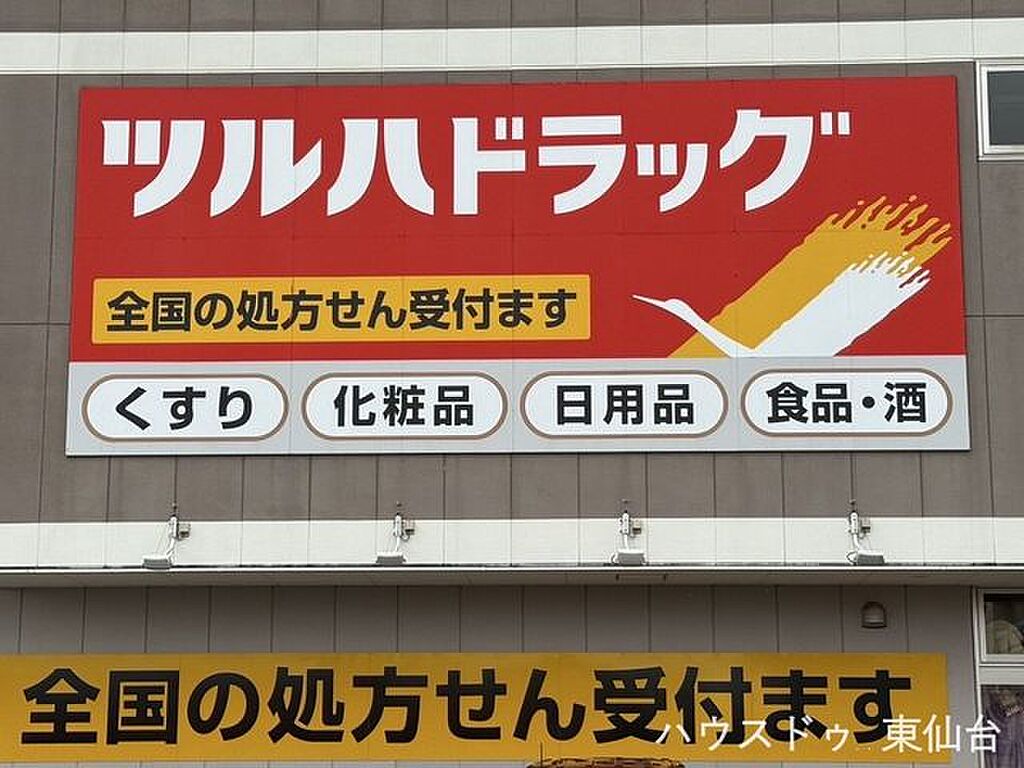 ツルハドラッグ
全国の処方せん受付ます
くすり 化粧品 日用品 食品・酒
全国の処方せん受付ます
ハウスドゥ 東仙台